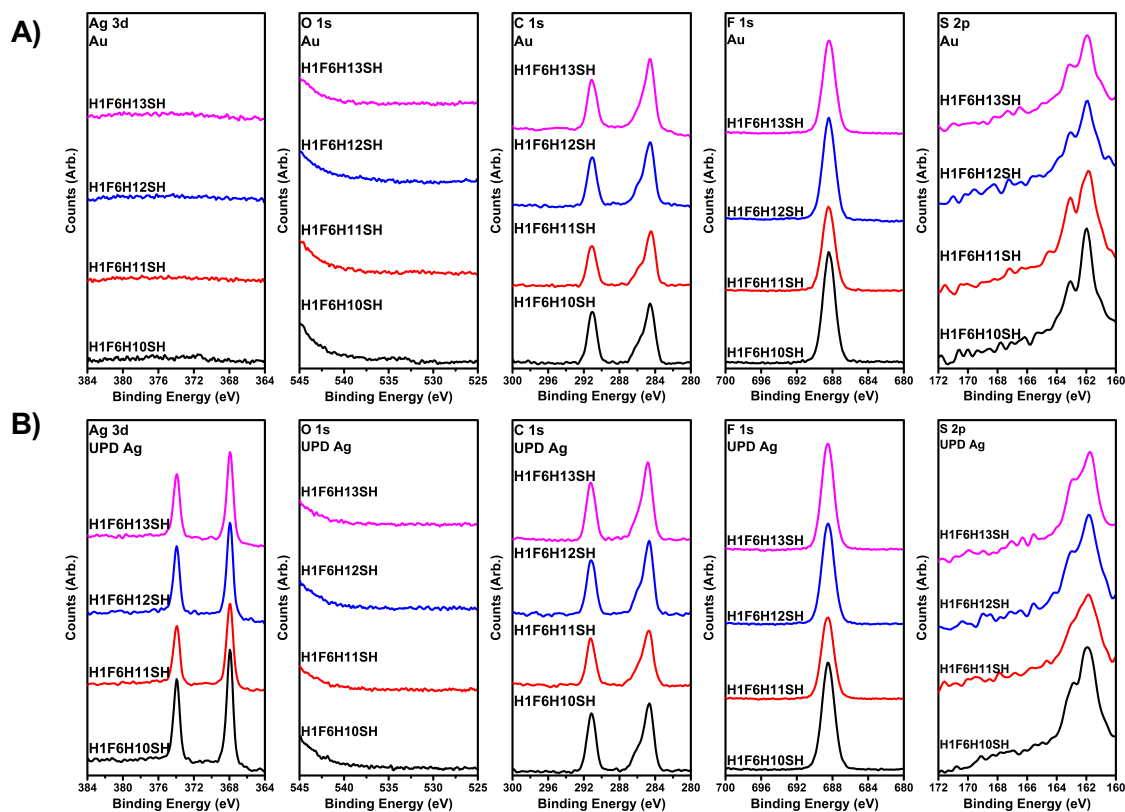 A)
Ag 3d
Au
H1F6H13SH
H1F6H12SH
H1F6H11SH
H1F6H10SH
Counts (Arb.)
384 380 376 372 368 364
Binding Energy (eV)
O 1s
Au
H1F6H13SH
H1F6H12SH
H1F6H11SH
H1F6H10SH
Counts (Arb.)
545 540 535 530 525
Binding Energy (eV)
C 1s
Au
H1F6H13SH
H1F6H12SH
H1F6H11SH
H1F6H10SH
Counts (Arb.)
300 296 292 288 284 280
Binding Energy (eV)
F 1s
Au
H1F6H13SH
H1F6H12SH
H1F6H11SH
H1F6H10SH
Counts (Arb.)
700 696 692 688 684 680
Binding Energy (eV)
S 2p
Au
H1F6H13SH
H1F6H12SH
H1F6H11SH
H1F6H10SH
Counts (Arb.)
172 170 168 166 164 162 160
Binding Energy (eV)
B)
Ag 3d
UPD Ag
H1F6H13SH
H1F6H12SH
H1F6H11SH
H1F6H10SH
Counts (Arb.)
384 380 376 372 368 364
Binding Energy (eV)
O 1s
UPD Ag
H1F6H13SH
H1F6H12SH
H1F6H11SH
H1F6H10SH
Counts (Arb.)
545 540 535 530 525
Binding Energy (eV)
C 1s
UPD Ag
H1F6H13SH
H1F6H12SH
H1F6H11SH
H1F6H10SH
Counts (Arb.)
300 296 292 288 284 280
Binding Energy (eV)
F 1s
UPD Ag
H1F6H13SH
H1F6H12SH
H1F6H11SH
H1F6H10SH
Counts (Arb.)
700 696 692 688 684 680
Binding Energy (eV)
S 2p
UPD Ag
H1F6H13SH
H1F6H12SH
H1F6H11SH
H1F6H10SH
Counts (Arb.)
172 170 168 166 164 162 160
Binding Energy (eV)